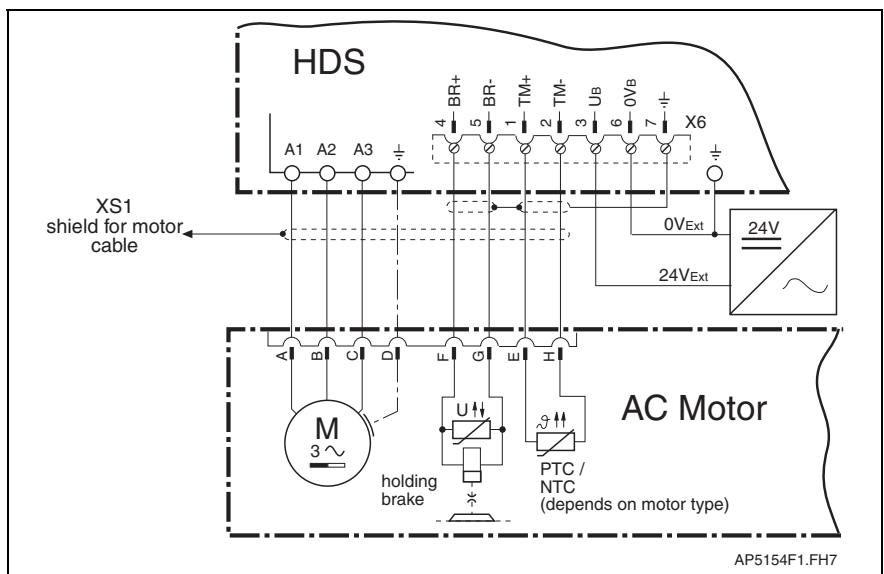 HDS
BR+
BR-
TM+
TM-
UB
0VB
4
5
1
2
3
6
7
X6
A1 A2 A3
XS1
shield for motor
cable
0VExt
24V
24VExt
A
B
C
D
F
G
E
H
M
3
U
ϑ
AC Motor
holding
brake
PTC /
NTC
(depends on motor type)
AP5154F1.FH7